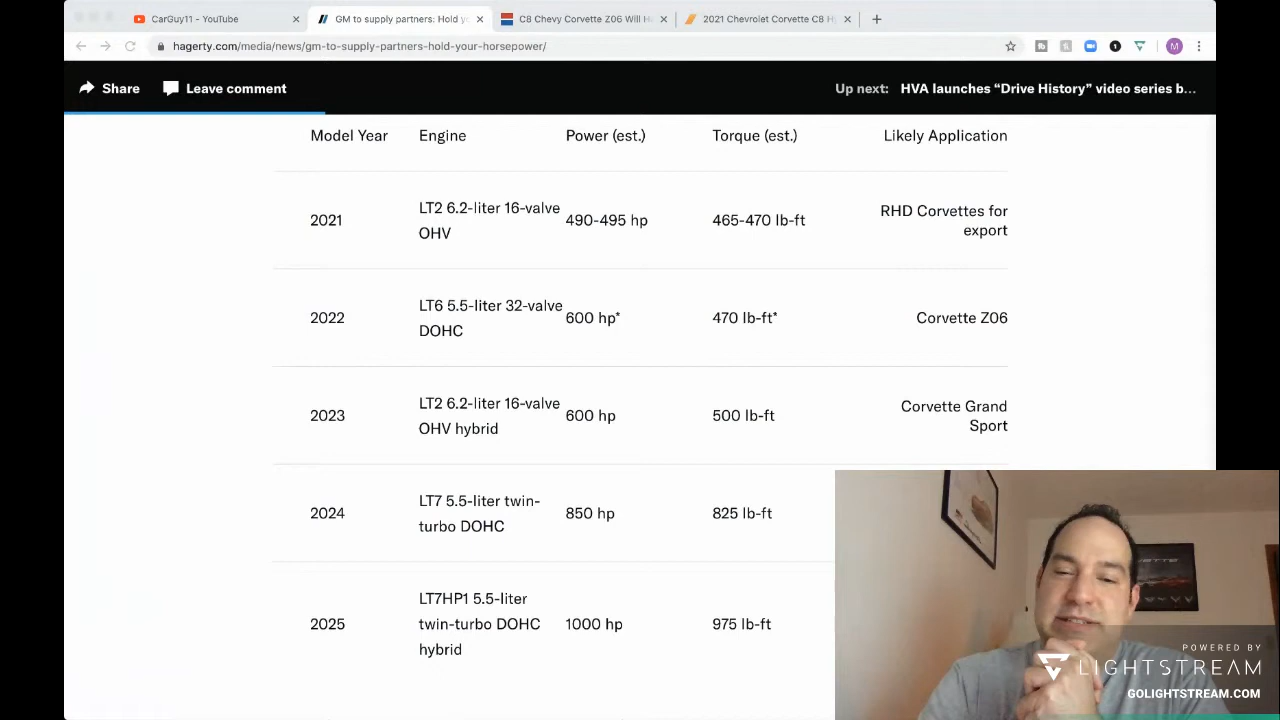 CarGuy11 - YouTube
GM to supply partners: Hold yo
C8 Chevy Corvette Z06 Will H
2021 Chevrolet Corvette C8 H
hagerty.com/media/news/gm-to-supply-partners-hold-your-horsepower/
M
Share
Leave comment
Up next: HVA launches “Drive History” video series b...
Model Year Engine Power (est.) Torque (est.) Likely Application
2021
LT2 6.2-liter 16-valve
OHV
490-495 hp
465-470 lb-ft
RHD Corvettes for
export
2022
LT6 5.5-liter 32-valve
DOHC
600 hp*
470 lb-ft*
Corvette Z06
2023
LT2 6.2-liter 16-valve
OHV hybrid
600 hp
500 lb-ft
Corvette Grand
Sport
2024
LT7 5.5-liter twin-
turbo DOHC
850 hp
825 lb-ft
2025
LT7HP1 5.5-liter
twin-turbo DOHC
hybrid
1000 hp
975 lb-ft
POWERED BY
LIGHTSTREAM
GOLIGHTSTREAM.COM